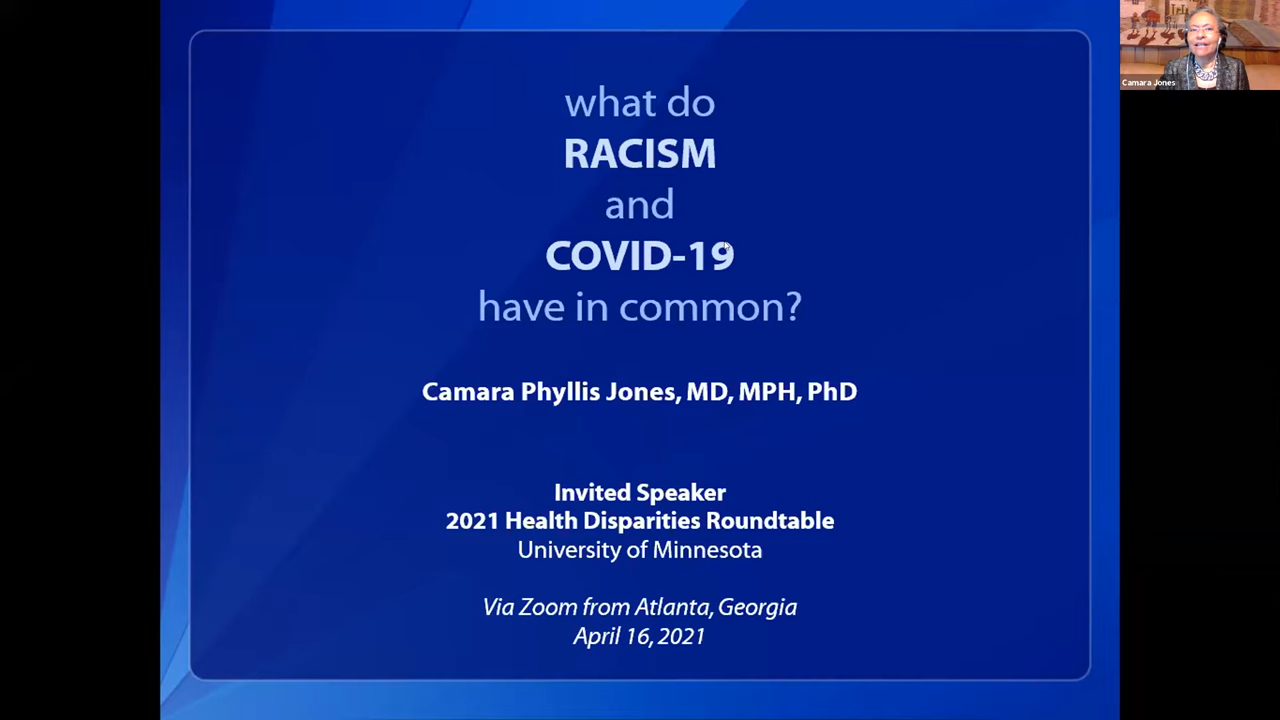 what do
RACISM
and
COVID-19
have in common?
Camara Phyllis Jones, MD, MPH, PhD
Invited Speaker
2021 Health Disparities Roundtable
University of Minnesota
Via Zoom from Atlanta, Georgia
April 16, 2021
Camara Jones